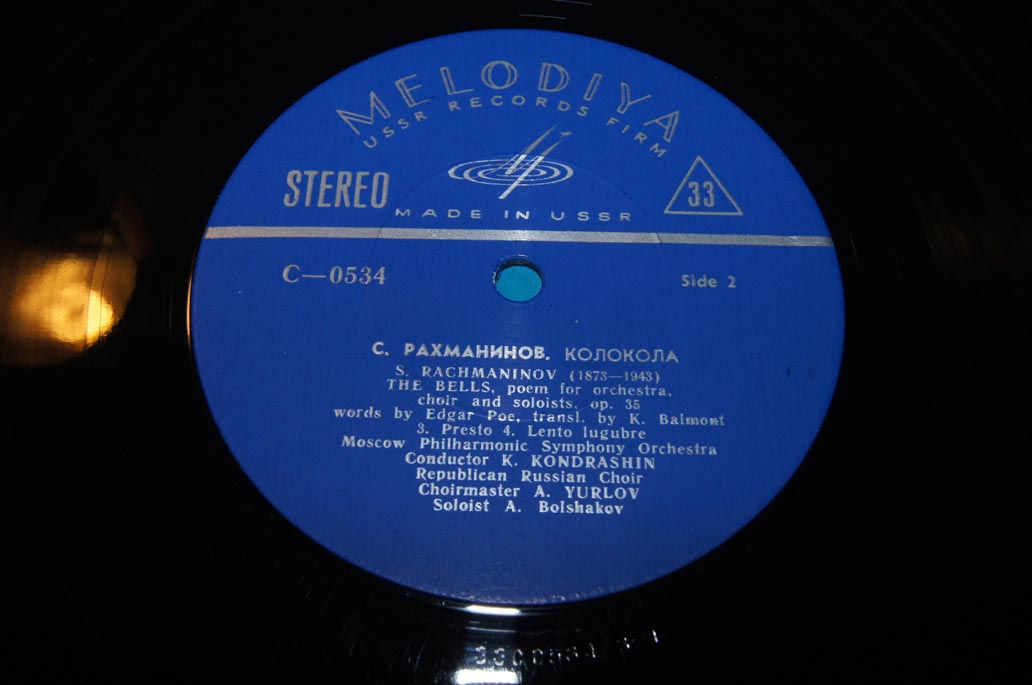 MELODIYA
USSR RECORDS FIRM
STEREO
33
MADE IN USSR
C—0534
Side 2
С. РАХМАНИНОВ. КОЛОКОЛА
S. RACHMANINOV (1873—1943)
THE BELLS, poem for orchestra,
choir and soloists, op. 35
words by Edgar Poe, transl. by K. Balmont
3. Presto 4. Lento lugubre
Moscow Philharmonic Symphony Orchestra
Conductor K. KONDRASHIN
Republican Russian Choir
Choirmaster A. YURLOV
Soloist A. Bolshakov